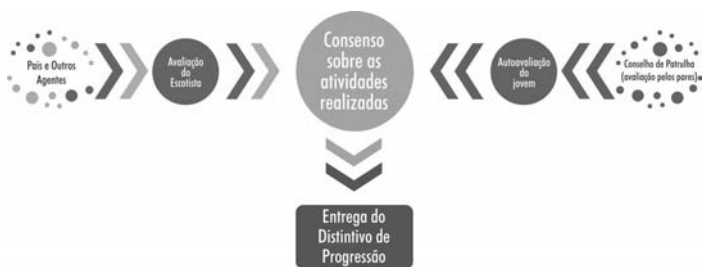 Pais e Outros
Agentes
Avaliação
do
Escotista
Consenso
sobre as
atividades
realizadas
Autoavaliação
do
jovem
Conselho de Patrulha
(avaliação pelos pares)
Entrega do
Distintivo de
Progressão